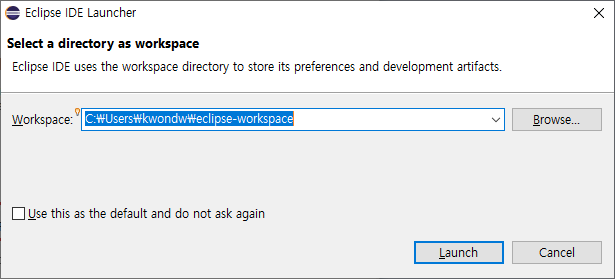 Eclipse IDE Launcher
Select a directory as workspace
Eclipse IDE uses the workspace directory to store its preferences and development artifacts.
Workspace: C:₩Users₩kwondw₩eclipse-workspace Browse...
Use this as the default and do not ask again
Launch Cancel